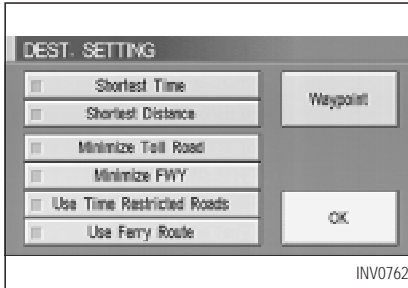 DEST. SETTING
Shortest Time
Shortest Distance
Waypoint
Minimize Toll Road
Minimize FWY
Use Time Restricted Roads
Use Ferry Route
OK
INV0762